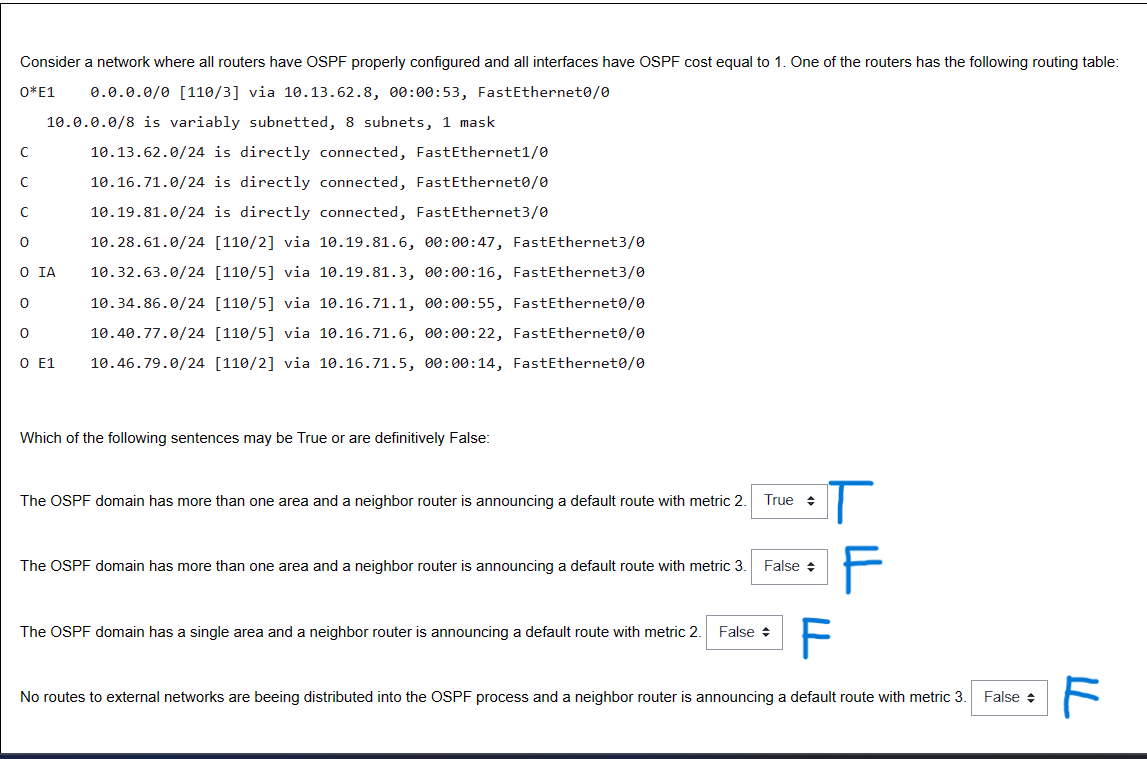 Consider a network where all routers have OSPF properly configured and all interfaces have OSPF cost equal to 1. One of the routers has the following routing table:
O*E1    0.0.0.0/0 [110/3] via 10.13.62.8, 00:00:53, FastEthernet0/0
10.0.0.0/8 is variably subnetted, 8 subnets, 1 mask
C       10.13.62.0/24 is directly connected, FastEthernet1/0
C       10.16.71.0/24 is directly connected, FastEthernet0/0
C       10.19.81.0/24 is directly connected, FastEthernet3/0
O       10.28.61.0/24 [110/2] via 10.19.81.6, 00:00:47, FastEthernet3/0
O IA    10.32.63.0/24 [110/5] via 10.19.81.3, 00:00:16, FastEthernet3/0
O       10.34.86.0/24 [110/5] via 10.16.71.1, 00:00:55, FastEthernet0/0
O       10.40.77.0/24 [110/5] via 10.16.71.6, 00:00:22, FastEthernet0/0
O E1    10.46.79.0/24 [110/2] via 10.16.71.5, 00:00:14, FastEthernet0/0
Which of the following sentences may be True or are definitively False:
The OSPF domain has more than one area and a neighbor router is announcing a default route with metric 2. True T
The OSPF domain has more than one area and a neighbor router is announcing a default route with metric 3. False F
The OSPF domain has a single area and a neighbor router is announcing a default route with metric 2. False F
No routes to external networks are beeing distributed into the OSPF process and a neighbor router is announcing a default route with metric 3. False F